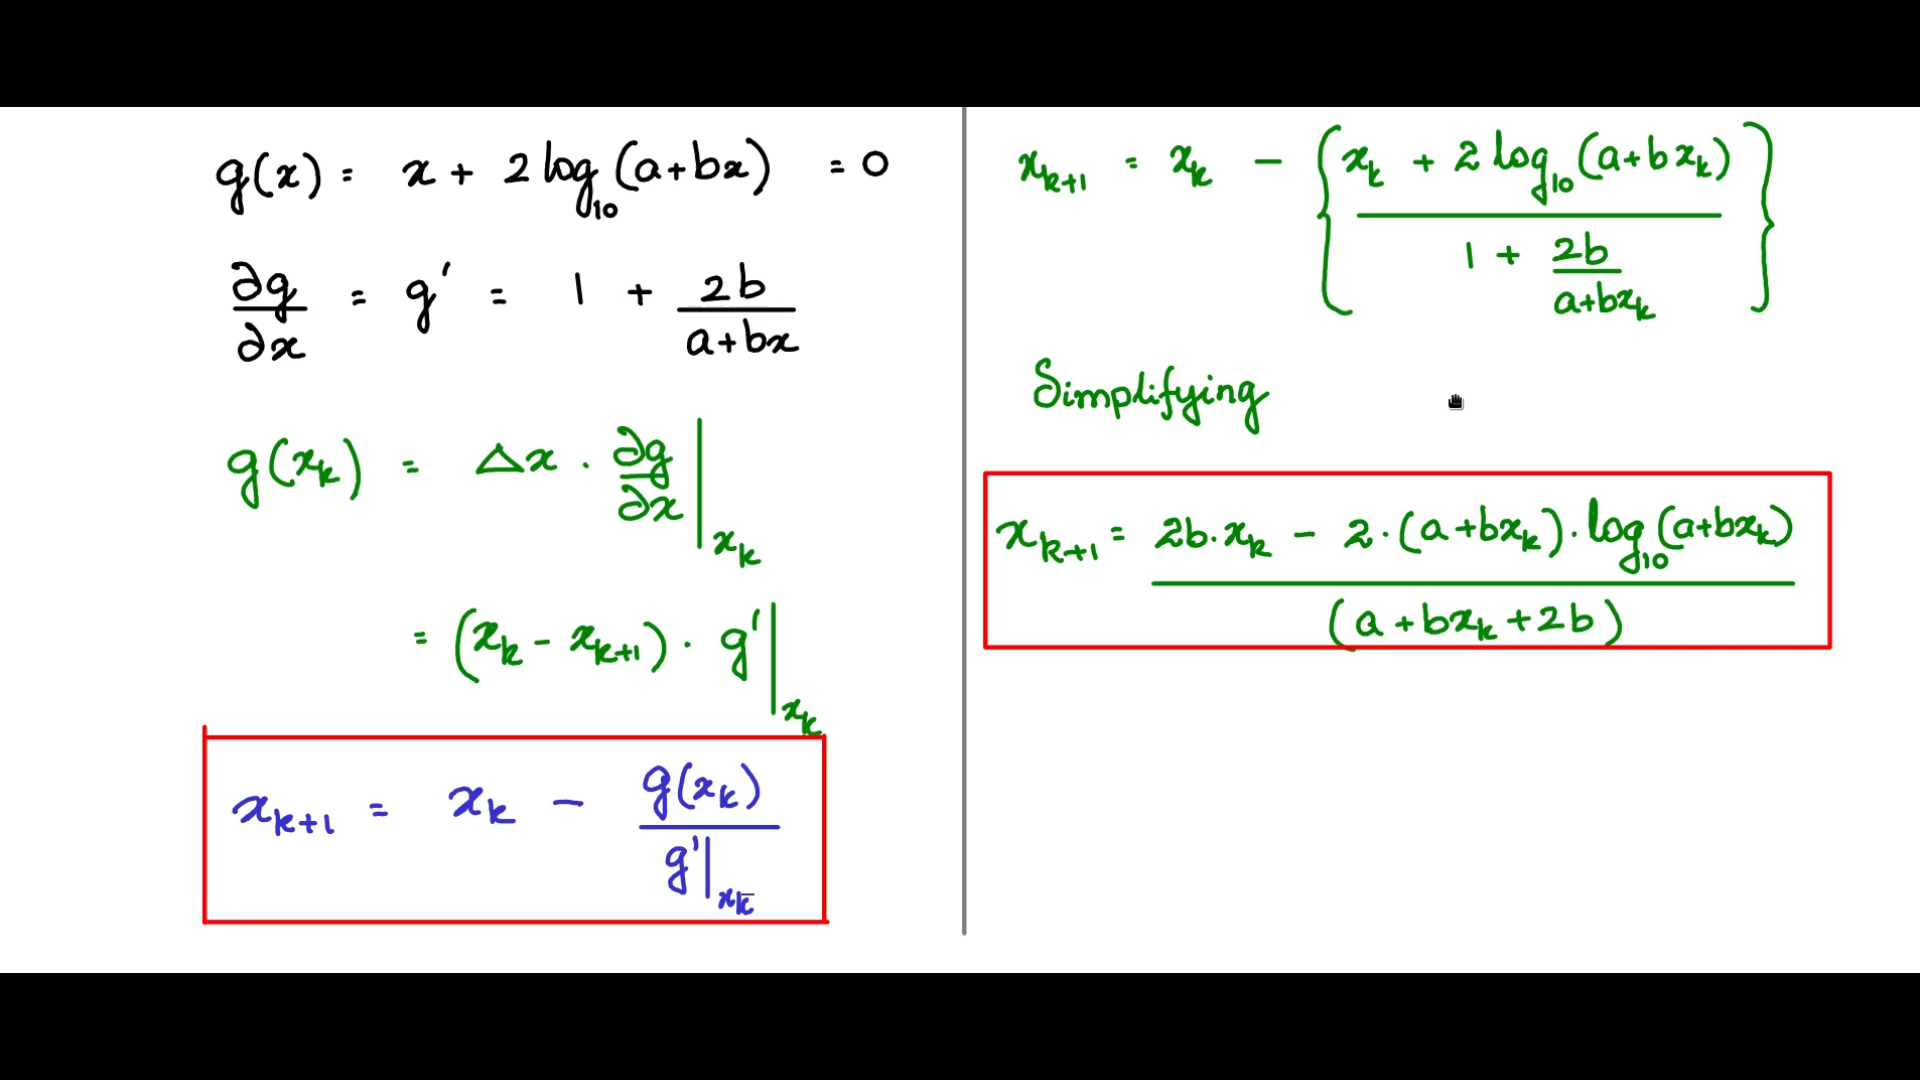 g(x) = x + 2 log₁₀(a+bx) = 0
∂g/∂x = g' = 1 + 2b/(a+bx)
g(xₖ) = Δx · ∂g/∂x |xₖ
= (xₖ - xₖ₊₁) · g' |xₖ
xₖ₊₁ = xₖ - g(xₖ)/g'|xₖ
xₖ₊₁ = xₖ - { (xₖ + 2 log₁₀(a+bxₖ)) / (1 + 2b/(a+bxₖ)) }
Simplifying
xₖ₊₁ = (2b·xₖ - 2·(a+bxₖ)·log₁₀(a+bxₖ)) / (a+bxₖ+2b)